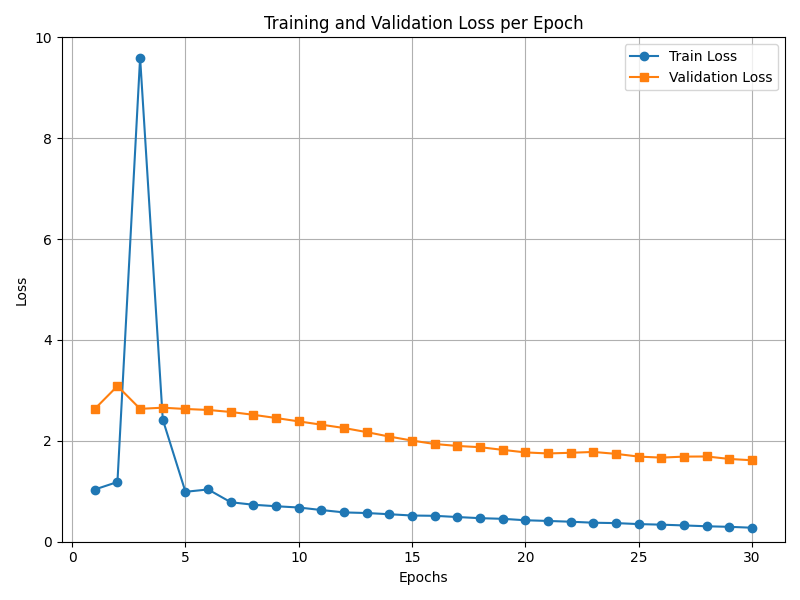 Training and Validation Loss per Epoch
Train Loss
Validation Loss
10
8
6
4
2
0
Loss
0 5 10 15 20 25 30
Epochs